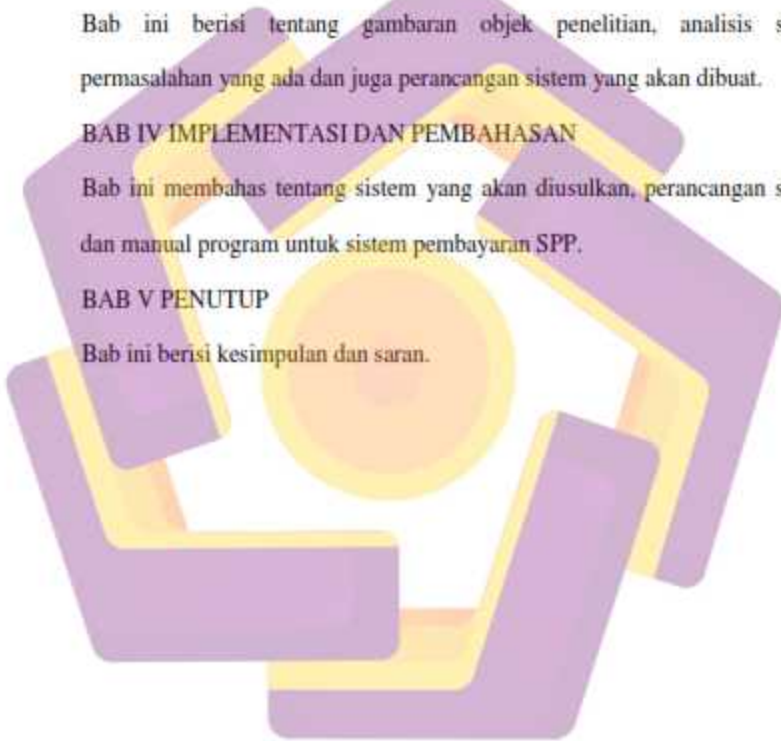 Bab ini berisi tentang gambaran objek penelitian, analisis
permasalahan yang ada dan juga perancangan sistem yang akan dibuat.
BAB IV IMPLEMENTASI DAN PEMBAHASAN
Bab ini membahas tentang sistem yang akan diusulkan, perancangan
dan manual program untuk sistem pembayaran SPP.
BAB V PENUTUP
Bab ini berisi kesimpulan dan saran.